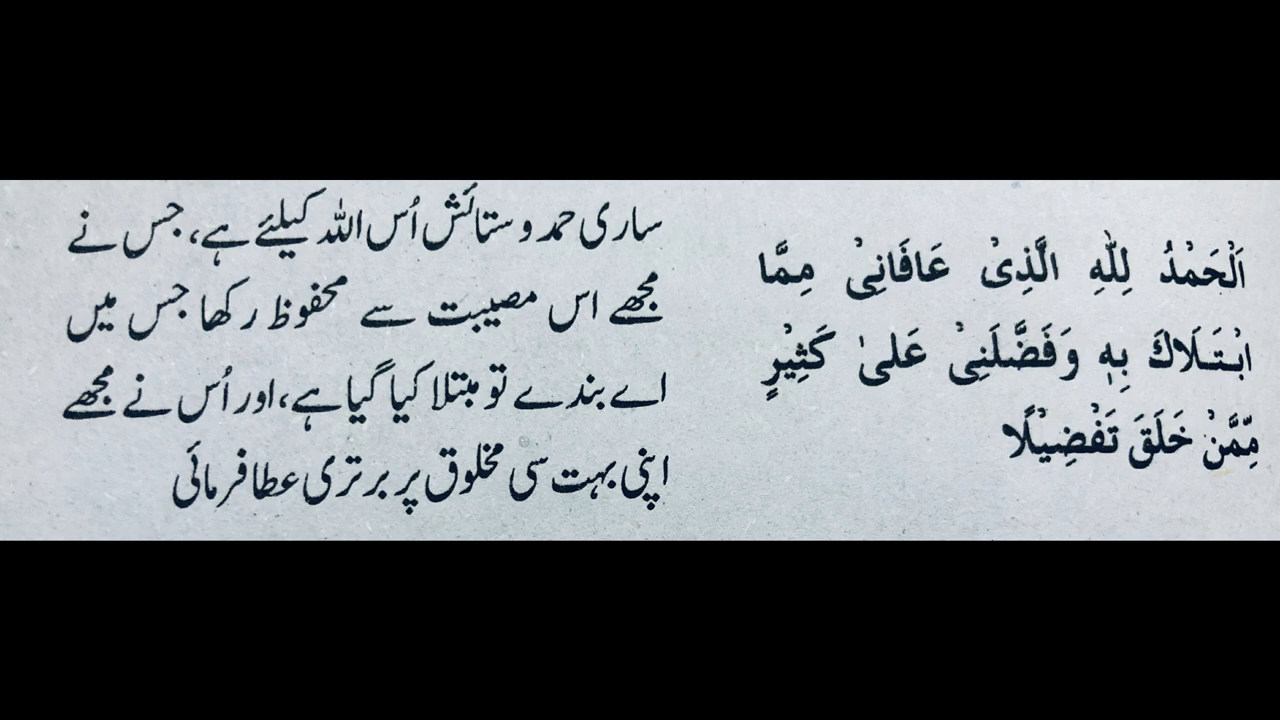 اَلْحَمْدُ لِلّٰهِ الَّذِیْ عَافَانِیْ مِمَّا
ابْتَلَاكَ بِهٖ وَفَضَّلَنِیْ عَلیٰ كَثِیْرٍ
مِّمَّنْ خَلَقَ تَفْضِیْلًا
ساری حمد و ستائش اُس اللہ کیلئے ہے، جس نے
مجھے اس مصیبت سے محفوظ رکھا جس میں
اے بندے تو مبتلا کیا گیا ہے، اور اُس نے مجھے
اپنی بہت سی مخلوق پر برتری عطا فرمائی